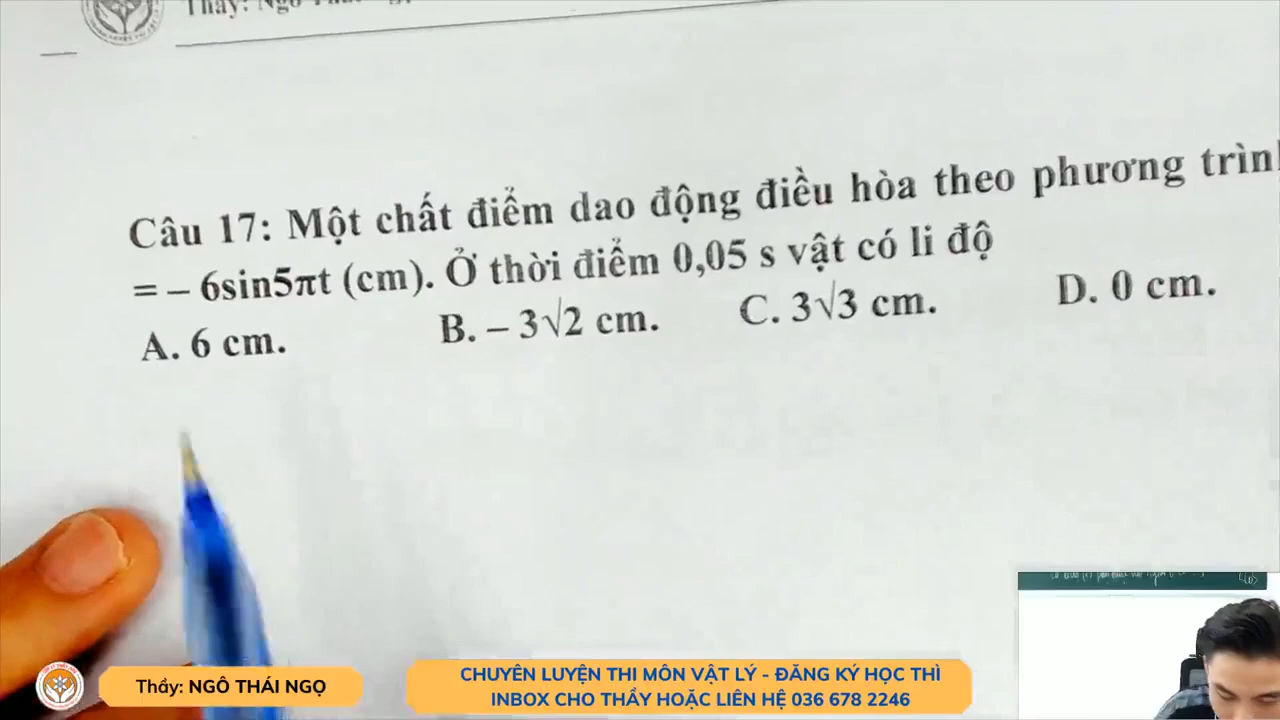 Thầy: Ngô
Câu 17: Một chất điểm dao động điều hòa theo phương trìn
= – 6sin5πt (cm). Ở thời điểm 0,05 s vật có li độ
A. 6 cm. B. – 3√2 cm. C. 3√3 cm. D. 0 cm.
Thầy: NGÔ THÁI NGỌ
CHUYÊN LUYỆN THI MÔN VẬT LÝ - ĐĂNG KÝ HỌC THÌ
INBOX CHO THẦY HOẶC LIÊN HỆ 036 678 2246